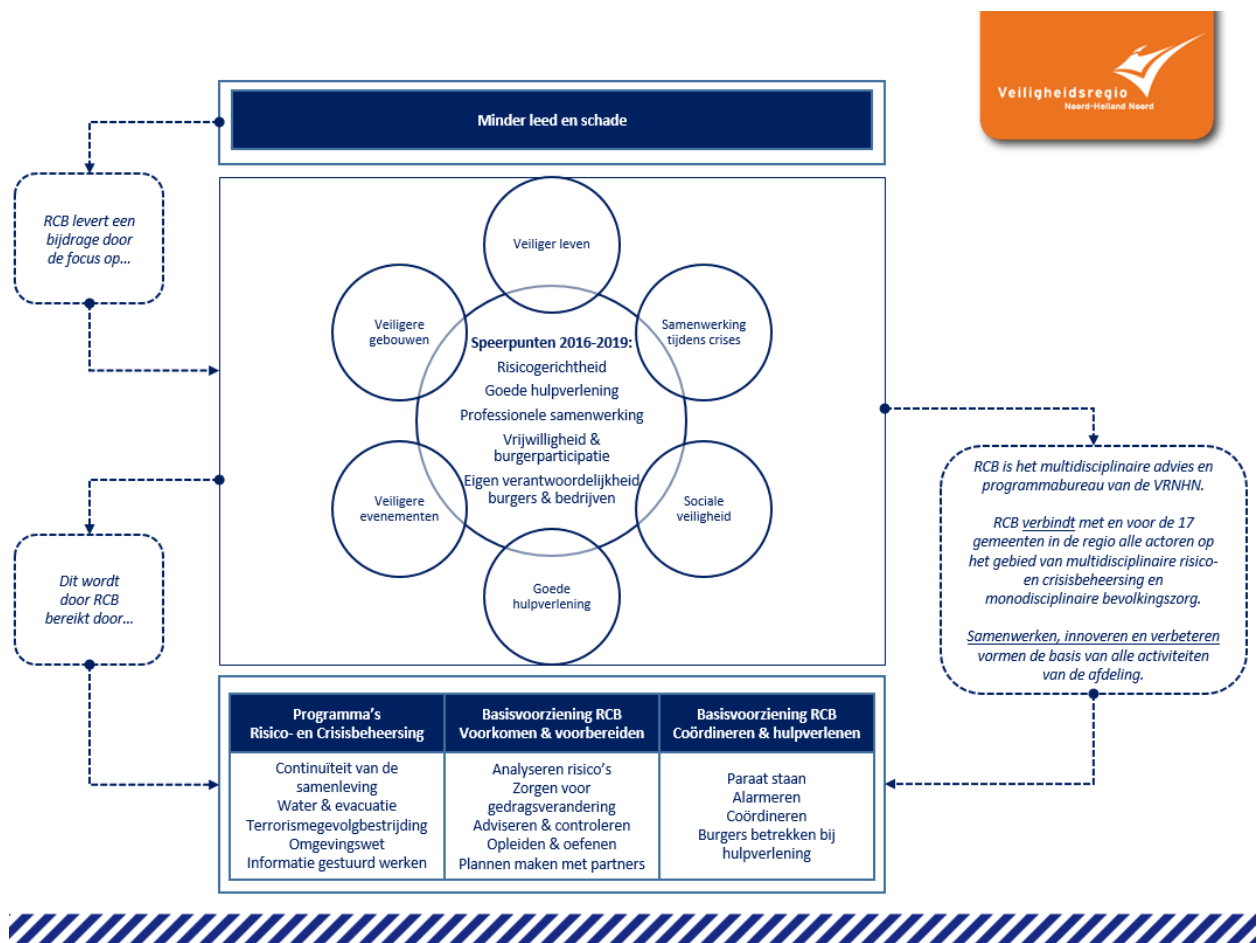 Veiligheidsregio
Noord-Holland Noord
Minder leed en schade
RCB levert een
bijdrage door
de focus op...
Veiliger leven
Veiligere
gebouwen
Samenwerking
tijdens crises
Speerpunten 2016-2019:
Risicogerichtheid
Goede hulpverlening
Professionele samenwerking
Vrijwilligheid &
burgerparticipatie
Eigen verantwoordelijkheid
burgers & bedrijven
Veiligere
evenementen
Sociale
veiligheid
Goede
hulpverlening
Dit wordt
door RCB
bereikt door...
RCB is het multidisciplinaire advies en
programmabureau van de VRNHN.
RCB verbindt met en voor de 17
gemeenten in de regio alle actoren op
het gebied van multidisciplinaire risico-
en crisisbeheersing en
monodisciplinaire bevolkingszorg.
Samenwerken, innoveren en verbeteren
vormen de basis van alle activiteiten
van de afdeling.
Programma's
Risico- en Crisisbeheersing
Continuïteit van de
samenleving
Water & evacuatie
Terrorismegevolgbestrijding
Omgevingswet
Informatie gestuurd werken
Basisvoorziening RCB
Voorkomen & voorbereiden
Analyseren risico's
Zorgen voor
gedragsverandering
Adviseren & controleren
Opleiden & oefenen
Plannen maken met partners
Basisvoorziening RCB
Coördineren & hulpverlenen
Paraat staan
Alarmeren
Coördineren
Burgers betrekken bij
hulpverlening